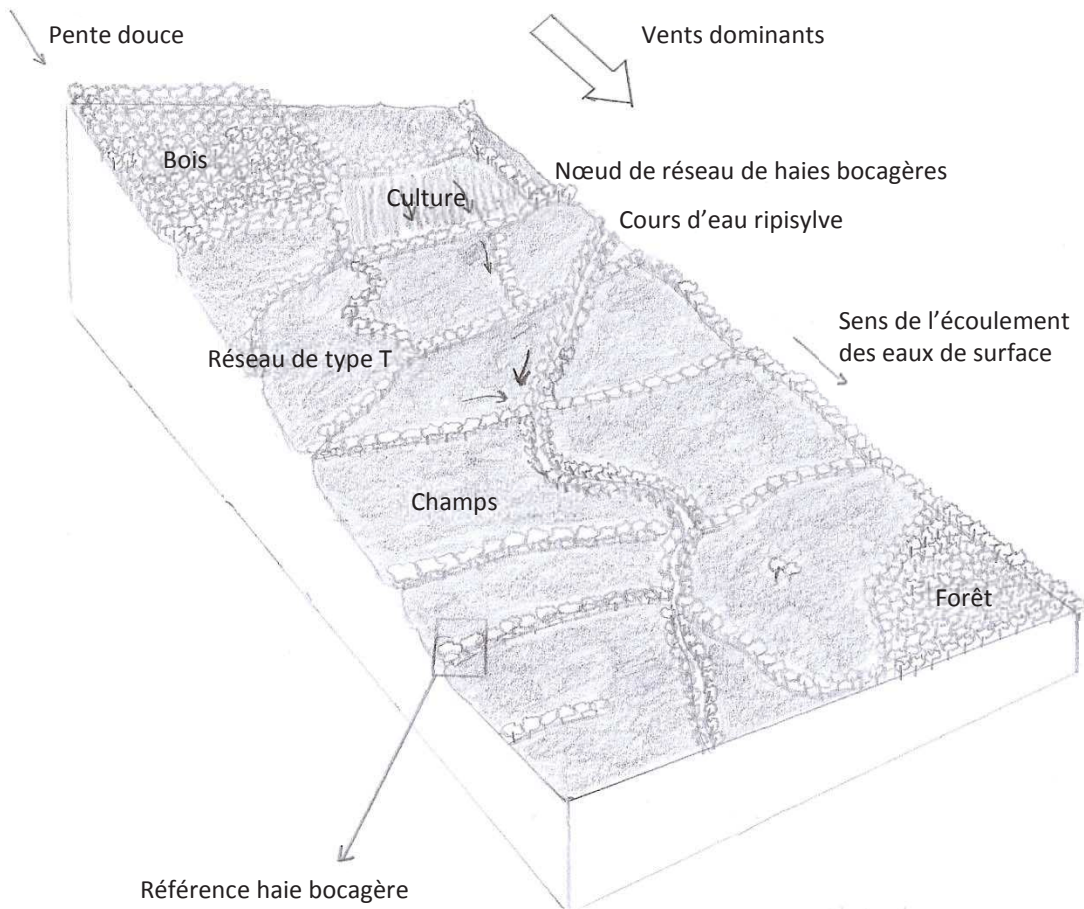 Pente douce
Vents dominants
Bois
Nœud de réseau de haies bocagères
Culture
Cours d'eau ripisylve
Sens de l'écoulement
des eaux de surface
Réseau de type T
Champs
Forêt
Référence haie bocagère